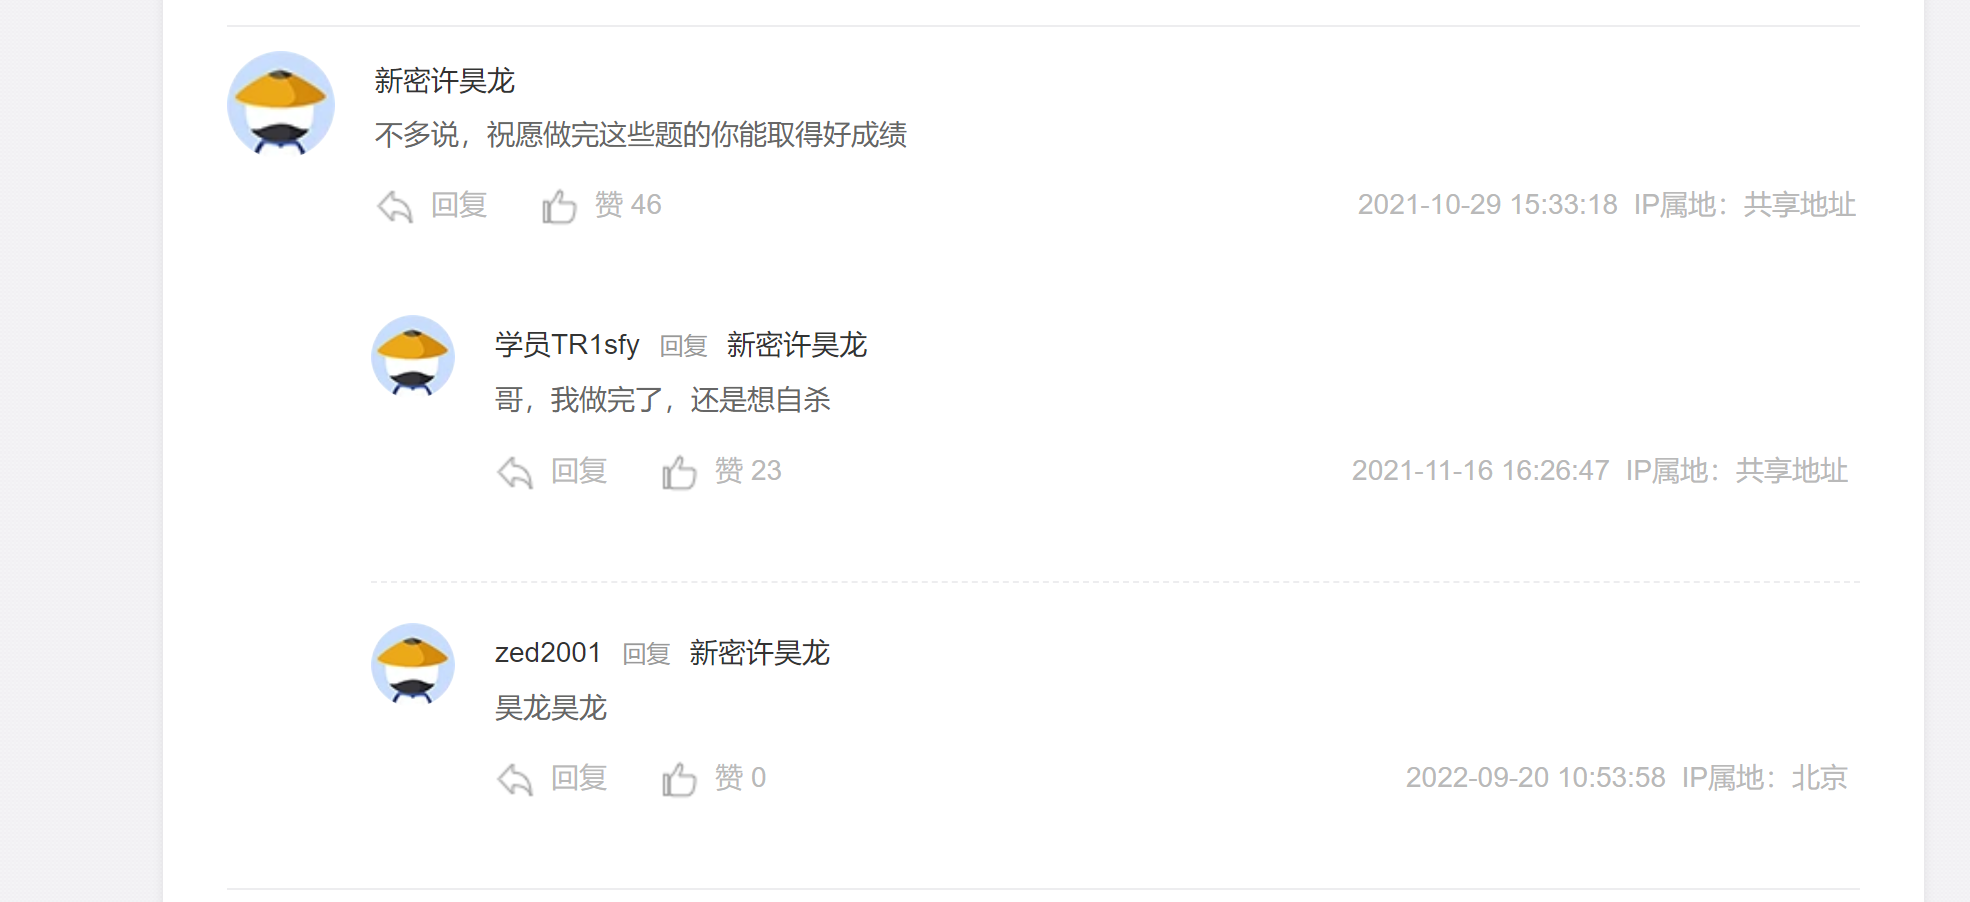 新密许昊龙
不多说，祝愿做完这些题的你能取得好成绩
回复 赞 46 2021-10-29 15:33:18 IP属地：共享地址
学员TR1sfy 回复 新密许昊龙
哥，我做完了，还是想自杀
回复 赞 23 2021-11-16 16:26:47 IP属地：共享地址
zed2001 回复 新密许昊龙
昊龙昊龙
回复 赞 0 2022-09-20 10:53:58 IP属地：北京